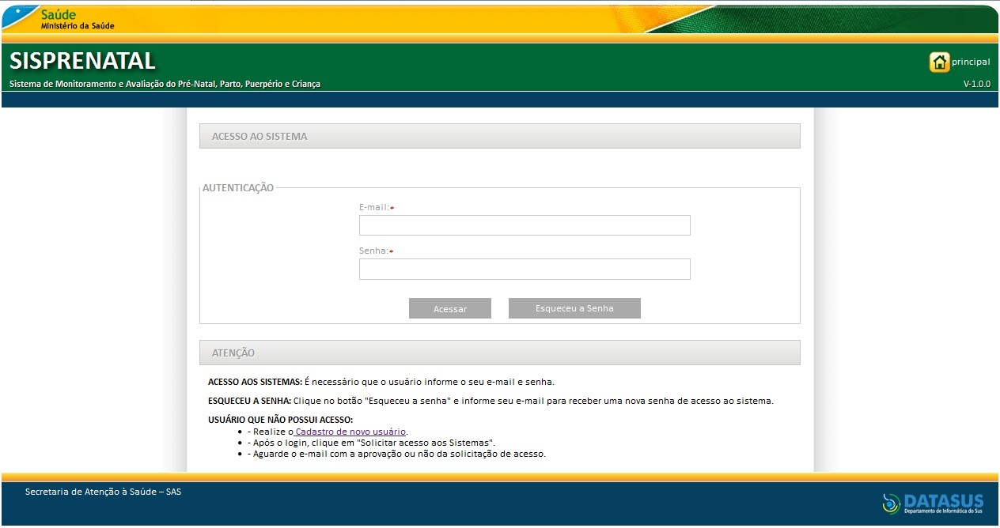 Saúde
Ministério da Saúde
SISPRENATAL
principal
Sistema de Monitoramento e Avaliação do Pré-Natal, Parto, Puerpério e Criança
V-1.0.0
ACESSO AO SISTEMA
AUTENTICAÇÃO
E-mail:*
Senha:*
Acessar
Esqueceu a Senha
ATENÇÃO
ACESSO AOS SISTEMAS: É necessário que o usuário informe o seu e-mail e senha.
ESQUECEU A SENHA: Clique no botão "Esqueceu a senha" e informe seu e-mail para receber uma nova senha de acesso ao sistema.
USUÁRIO QUE NÃO POSSUI ACESSO:
• - Realize o Cadastro de novo usuário.
• - Após o login, clique em "Solicitar acesso aos Sistemas".
• - Aguarde o e-mail com a aprovação ou não da solicitação de acesso.
Secretaria de Atenção à Saúde – SAS
DATASUS
Departamento de Informática do Sus